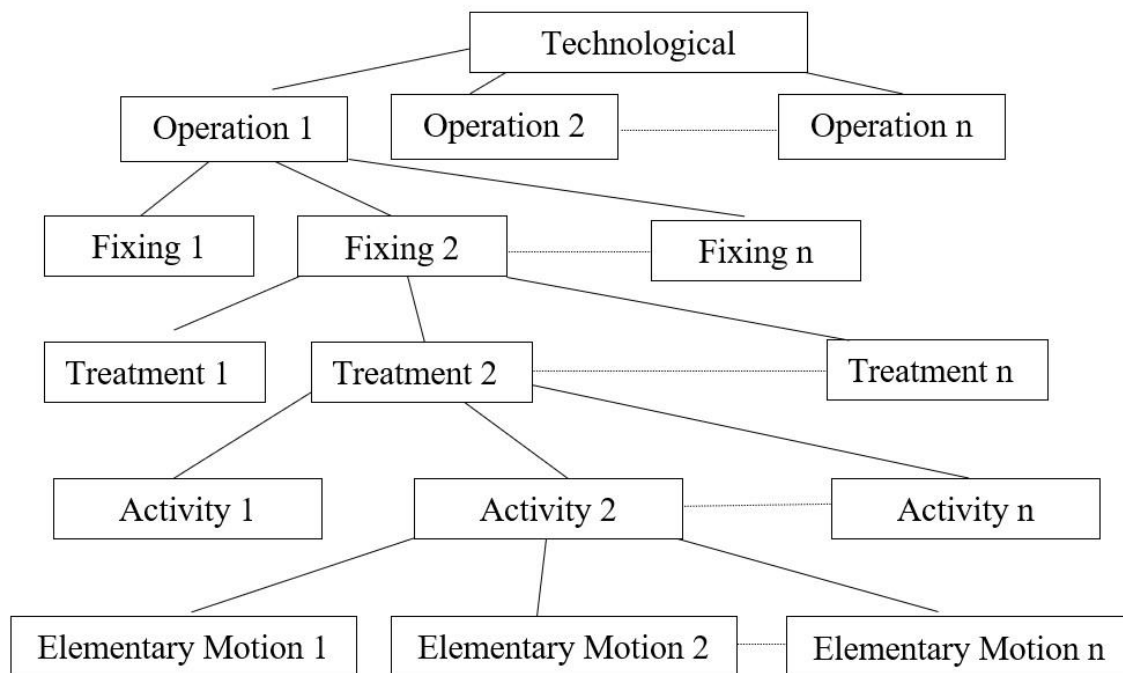 Technological
Operation 1
Operation 2
Operation n
Fixing 1
Fixing 2
Fixing n
Treatment 1
Treatment 2
Treatment n
Activity 1
Activity 2
Activity n
Elementary Motion 1
Elementary Motion 2
Elementary Motion n